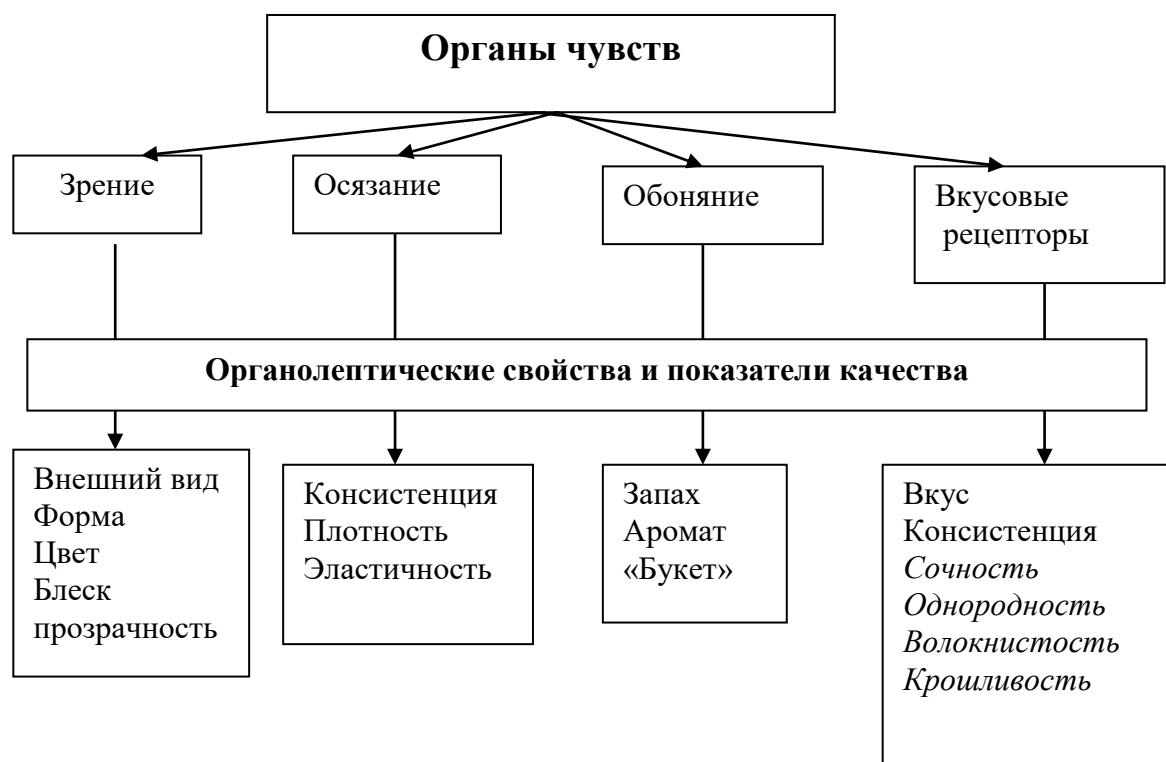 Органы чувств
Зрение
Осязание
Обоняние
Вкусовые
рецепторы
Органолептические свойства и показатели качества
Внешний вид
Форма
Цвет
Блеск
прозрачность
Консистенция
Плотность
Эластичность
Запах
Аромат
«Букет»
Вкус
Консистенция
Сочность
Однородность
Волокнистость
Крошливость